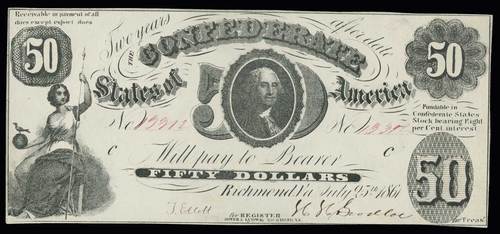 Receivable in payment of all
dues except export dues
50
Two years after date
THE CONFEDERATE
50
States of 50 America
Fundable in
Confederate States
Stock bearing Eight
per Cent interest
No
No
C C
Will pay to Bearer
FIFTY DOLLARS
50
Richmond Va July 25th 1861
for REGISTER
for Treas